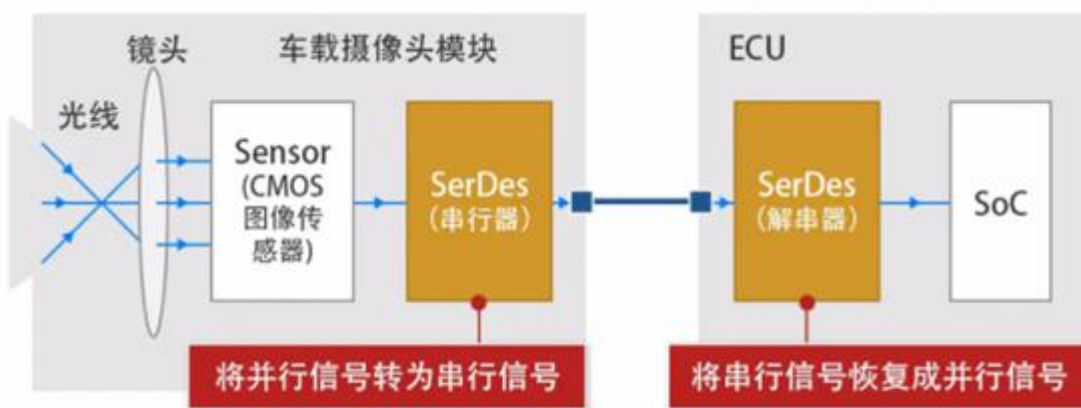 镜头
车载摄像头模块
ECU
光线
Sensor
(CMOS
图像传
感器)
SerDes
(串行器)
SerDes
(解串器)
SoC
将并行信号转为串行信号
将串行信号恢复成并行信号